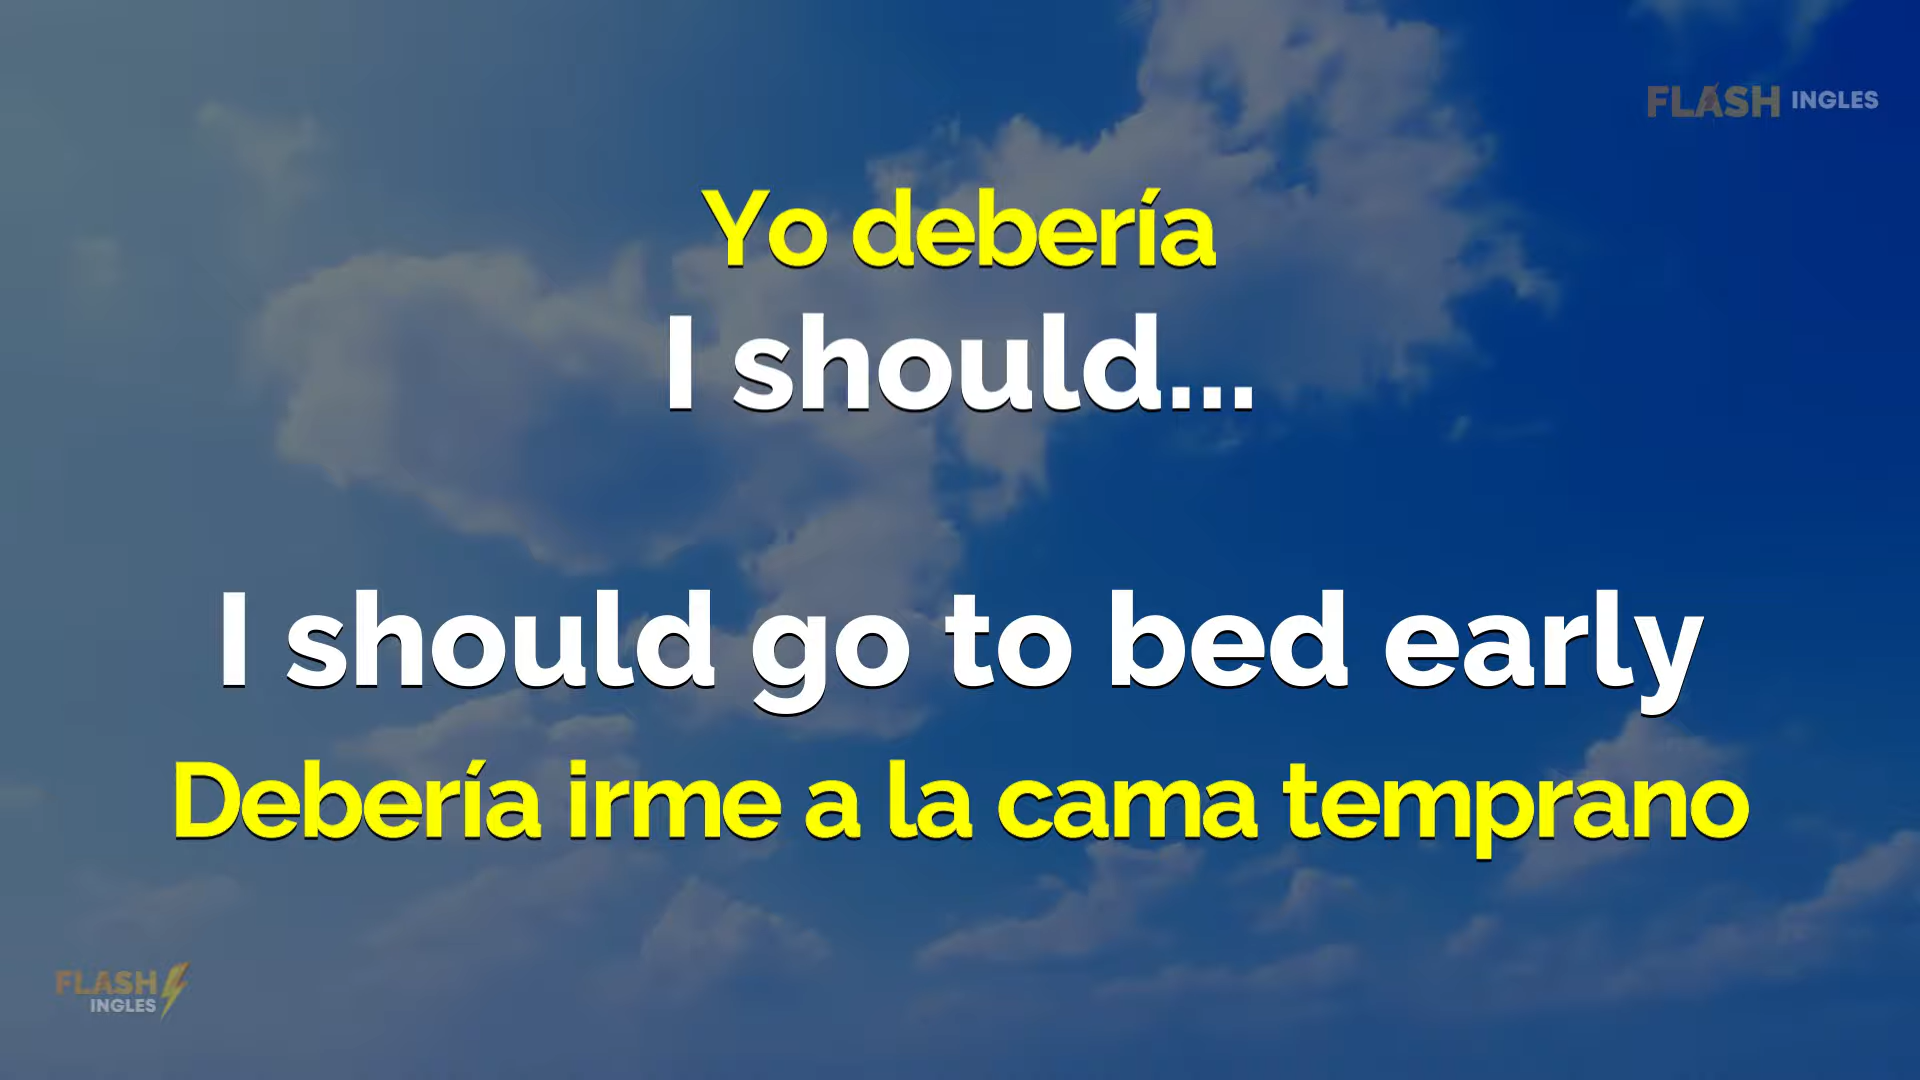 FLASH INGLES
Yo debería
I should...
I should go to bed early
Debería irme a la cama temprano
FLASH
INGLES